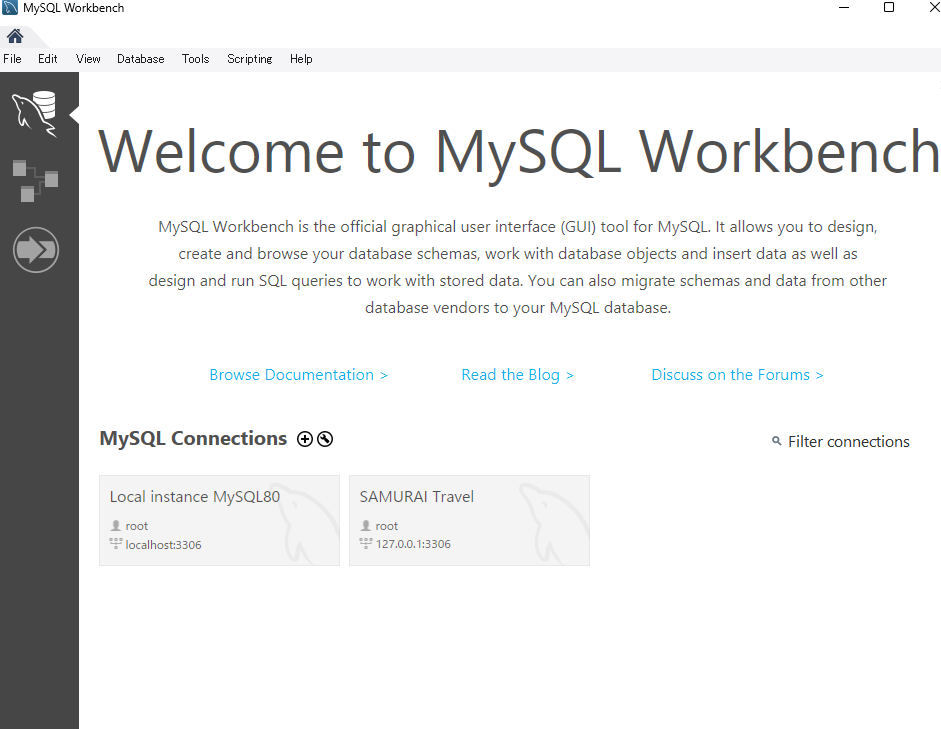 MySQL Workbench
File Edit View Database Tools Scripting Help
Welcome to MySQL Workbench
MySQL Workbench is the official graphical user interface (GUI) tool for MySQL. It allows you to design,
create and browse your database schemas, work with database objects and insert data as well as
design and run SQL queries to work with stored data. You can also migrate schemas and data from other
database vendors to your MySQL database.
Browse Documentation > Read the Blog > Discuss on the Forums >
MySQL Connections
Filter connections
Local instance MySQL80
root
localhost:3306
SAMURAI Travel
root
127.0.0.1:3306